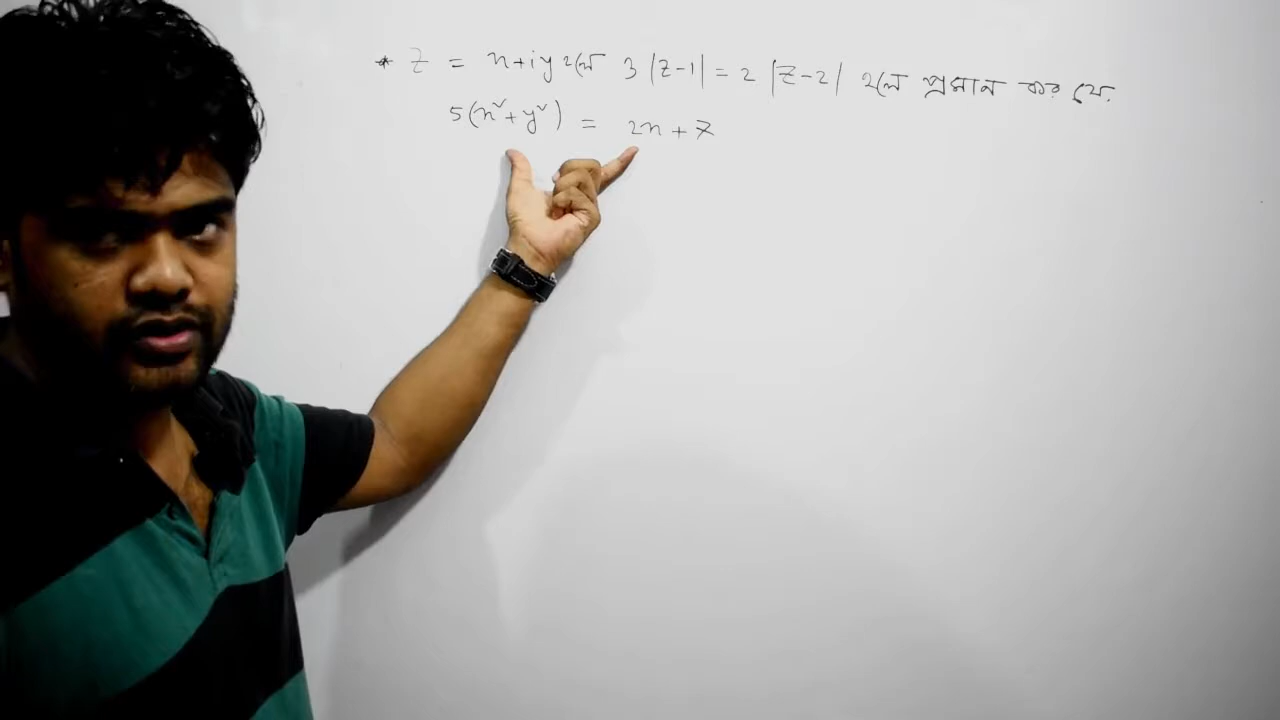 * Z = x+iy হলে 3 |Z-1| = 2 |Z-2| হলে প্রমান কর যে,
5(x²+y²) = 2x + 7